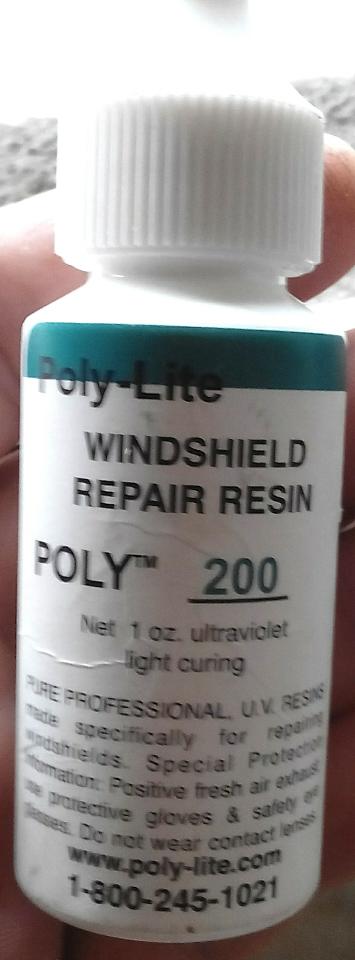 Poly-Lite
WINDSHIELD
REPAIR RESIN
POLY™ 200
Net 1 oz. ultraviolet
light curing
PURE PROFESSIONAL, U.V. RESINS
made specifically for repairing
windshields. Special Protection
Information: Positive fresh air exhaust,
use protective gloves & safety eye
glasses. Do not wear contact lenses.
www.poly-lite.com
1-800-245-1021